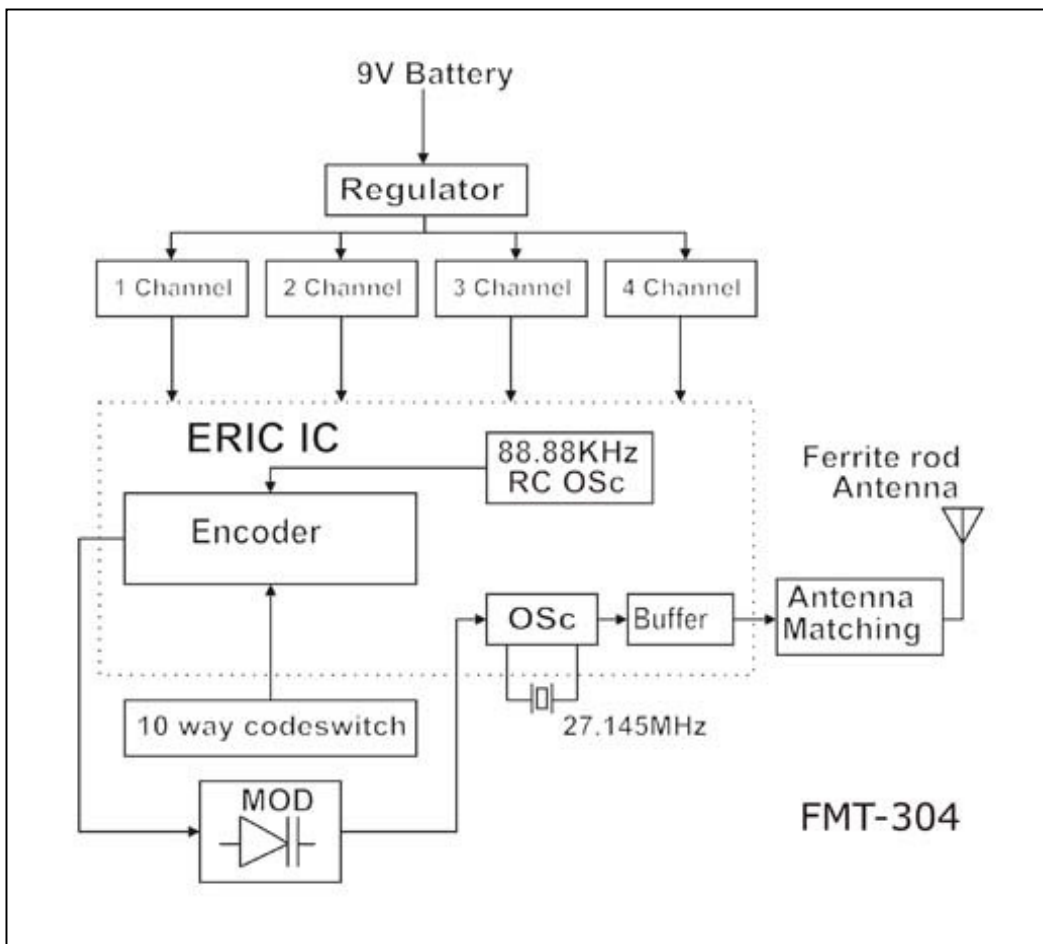 9V Battery
Regulator
1 Channel
2 Channel
3 Channel
4 Channel
ERIC IC
88.88KHz
RC OSc
Encoder
Ferrite rod
Antenna
OSc
Buffer
Antenna
Matching
10 way codeswitch
27.145MHz
MOD
FMT-304